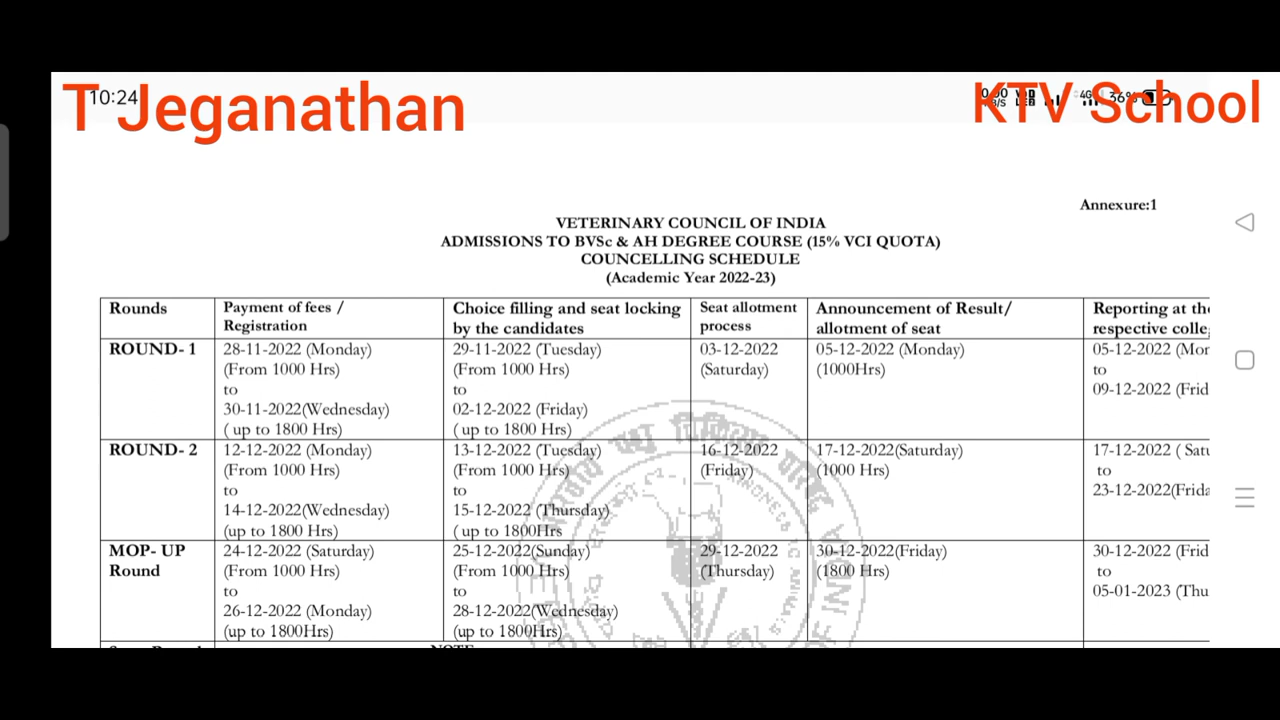 T Jeganathan
KTV School
10:24
4G 36%
Annexure:1
VETERINARY COUNCIL OF INDIA
ADMISSIONS TO BVSc & AH DEGREE COURSE (15% VCI QUOTA)
COUNCELLING SCHEDULE
(Academic Year 2022-23)
Rounds
Payment of fees /
Registration
Choice filling and seat locking
by the candidates
Seat allotment
process
Announcement of Result/
allotment of seat
Reporting at the
respective colle
ROUND- 1
28-11-2022 (Monday)
(From 1000 Hrs)
to
30-11-2022(Wednesday)
( up to 1800 Hrs)
29-11-2022 (Tuesday)
(From 1000 Hrs)
to
02-12-2022 (Friday)
( up to 1800 Hrs)
03-12-2022
(Saturday)
05-12-2022 (Monday)
(1000Hrs)
05-12-2022 (Mon
to
09-12-2022 (Frid
ROUND- 2
12-12-2022 (Monday)
(From 1000 Hrs)
to
14-12-2022(Wednesday)
(up to 1800 Hrs)
13-12-2022 (Tuesday)
(From 1000 Hrs)
to
15-12-2022 (Thursday)
( up to 1800Hrs
16-12-2022
(Friday)
17-12-2022(Saturday)
(1000 Hrs)
17-12-2022 ( Satu
to
23-12-2022(Frida
MOP- UP
Round
24-12-2022 (Saturday)
(From 1000 Hrs)
to
26-12-2022 (Monday)
(up to 1800Hrs)
25-12-2022(Sunday)
(From 1000 Hrs)
to
28-12-2022(Wednesday)
(up to 1800Hrs)
29-12-2022
(Thursday)
30-12-2022(Friday)
(1800 Hrs)
30-12-2022 (Frid
to
05-01-2023 (Thu